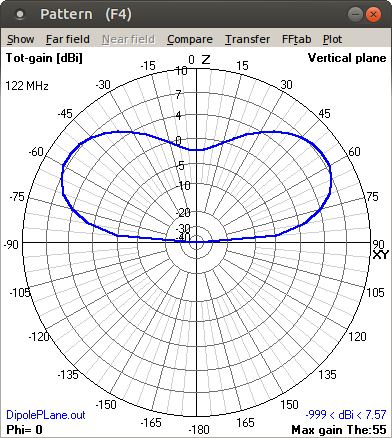 Pattern (F4)
Show Far field Near field Compare Transfer FFtab Plot
Tot-gain [dBi] Vertical plane
122 MHz
0 Z
-15 15
-30 30
-45 45
-60 60
-75 75
-90 90
XY
-105 105
-120 120
-135 135
-150 150
-165 165
-180
10
7
4
0
-5
-10
-20
-30
-40
DipolePLane.out -999 < dBi < 7.57
Phi= 0 Max gain The:55